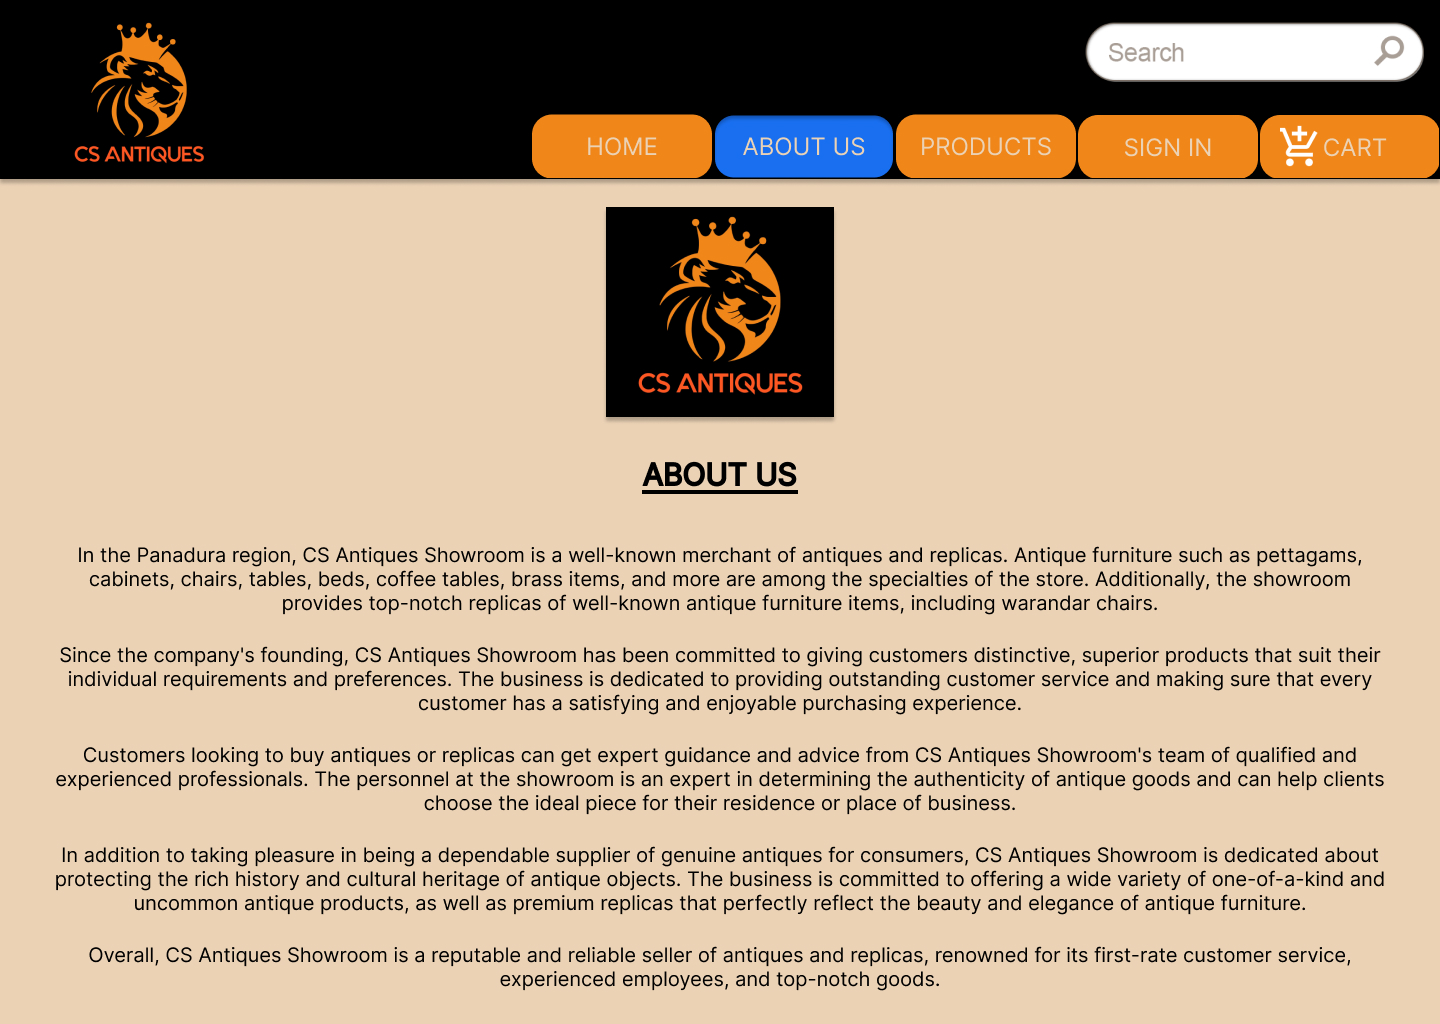 CS ANTIQUES
Search
HOME
ABOUT US
PRODUCTS
SIGN IN
CART
CS ANTIQUES
ABOUT US
In the Panadura region, CS Antiques Showroom is a well-known merchant of antiques and replicas. Antique furniture such as pettagams,
cabinets, chairs, tables, beds, coffee tables, brass items, and more are among the specialties of the store. Additionally, the showroom
provides top-notch replicas of well-known antique furniture items, including warandar chairs.
Since the company's founding, CS Antiques Showroom has been committed to giving customers distinctive, superior products that suit their
individual requirements and preferences. The business is dedicated to providing outstanding customer service and making sure that every
customer has a satisfying and enjoyable purchasing experience.
Customers looking to buy antiques or replicas can get expert guidance and advice from CS Antiques Showroom's team of qualified and
experienced professionals. The personnel at the showroom is an expert in determining the authenticity of antique goods and can help clients
choose the ideal piece for their residence or place of business.
In addition to taking pleasure in being a dependable supplier of genuine antiques for consumers, CS Antiques Showroom is dedicated about
protecting the rich history and cultural heritage of antique objects. The business is committed to offering a wide variety of one-of-a-kind and
uncommon antique products, as well as premium replicas that perfectly reflect the beauty and elegance of antique furniture.
Overall, CS Antiques Showroom is a reputable and reliable seller of antiques and replicas, renowned for its first-rate customer service,
experienced employees, and top-notch goods.